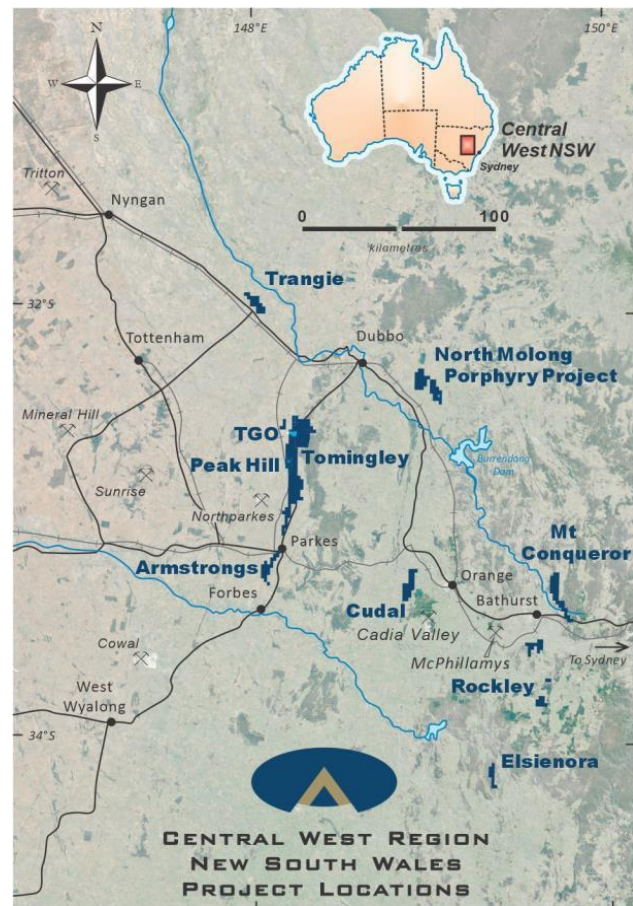 148°E
150°E
N
W
E
S
Central
West NSW
Sydney
Tritton
Nyngan
0
100
kilometres
Trangie
32°S
Tottenham
Dubbo
North Molong
Porphyry Project
Mineral Hill
TGO
Tomingley
Peak Hill
Burrendong
Dam
Sunrise
Northparkes
Mt
Conqueror
Parkes
Armstrongs
Orange
Forbes
Cudal
Bathurst
Cadia Valley
Cowal
McPhillamys
To Sydney
West
Wyalong
Rockley
34°S
Elsienora
Central West Region
New South Wales
Project Locations